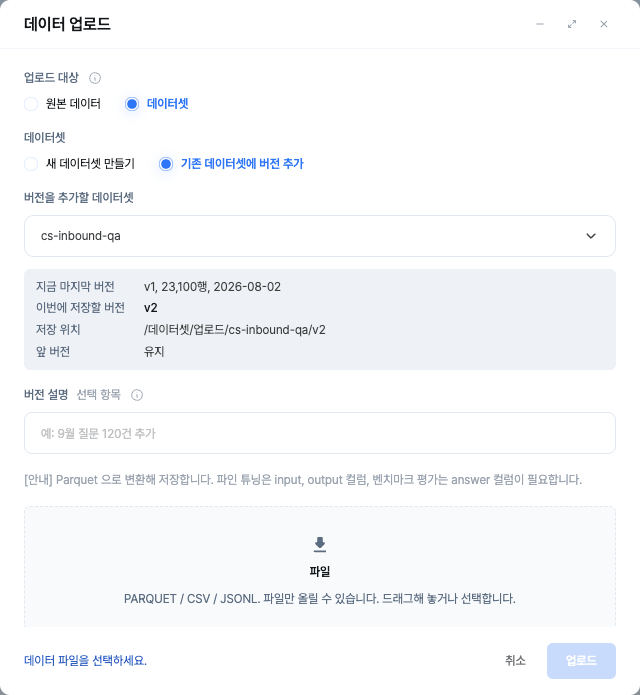 데이터 업로드
업로드 대상
원본 데이터 데이터셋
데이터셋
새 데이터셋 만들기 기존 데이터셋에 버전 추가
버전을 추가할 데이터셋
cs-inbound-qa
지금 마지막 버전 v1, 23,100행, 2026-08-02
이번에 저장할 버전 v2
저장 위치 /데이터셋/업로드/cs-inbound-qa/v2
앞 버전 유지
버전 설명 선택 항목
예: 9월 질문 120건 추가
[안내] Parquet 으로 변환해 저장합니다. 파인 튜닝은 input, output 컬럼, 벤치마크 평가는 answer 컬럼이 필요합니다.
파일
PARQUET / CSV / JSONL. 파일만 올릴 수 있습니다. 드래그해 놓거나 선택합니다.
데이터 파일을 선택하세요. 취소 업로드